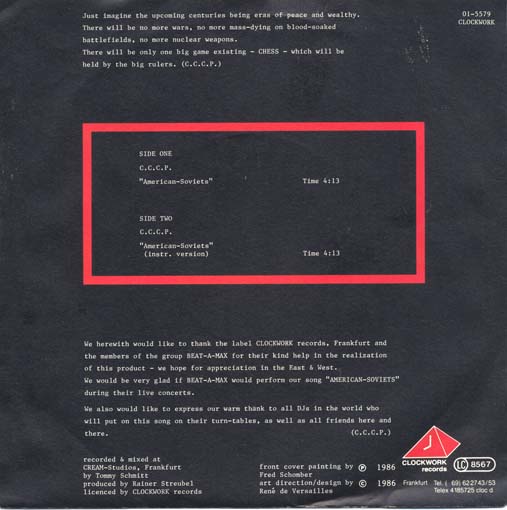 Just imagine the upcoming centuries being eras of peace and wealthy.
There will be no more wars, no more mass-dying on blood-soaked
battlefields, no more nuclear weapons.
There will be only one big game existing - CHESS - which will be
held by the big rulers. (C.C.C.P.)
01-5579
CLOCKWORK
SIDE ONE
C.C.C.P.
"American-Soviets" Time 4:13
SIDE TWO
C.C.C.P.
"American-Soviets"
(instr. version) Time 4:13
We herewith would like to thank the label CLOCKWORK records, Frankfurt and
the members of the group BEAT-A-MAX for their kind help in the realization
of this product - we hope for appreciation in the East & West.
We would be very glad if BEAT-A-MAX would perform our song "AMERICAN-SOVIETS"
during their live concerts.
We also would like to express our warm thank to all DJs in the world who
will put on this song on their turn-tables, as well as all friends here and
there. (C.C.C.P.)
recorded & mixed at
CREAM-Studios, Frankfurt
by Tommy Schmitt
produced by Rainer Streubel
licenced by CLOCKWORK records
front cover painting by Ⓟ 1986
Fred Schomber
art direction/design by © 1986
René de Versailles
CLOCKWORK
records
LC 8567
Frankfurt Tel. ( 69) 62 27 43/53
Telex 4185725 cloc d